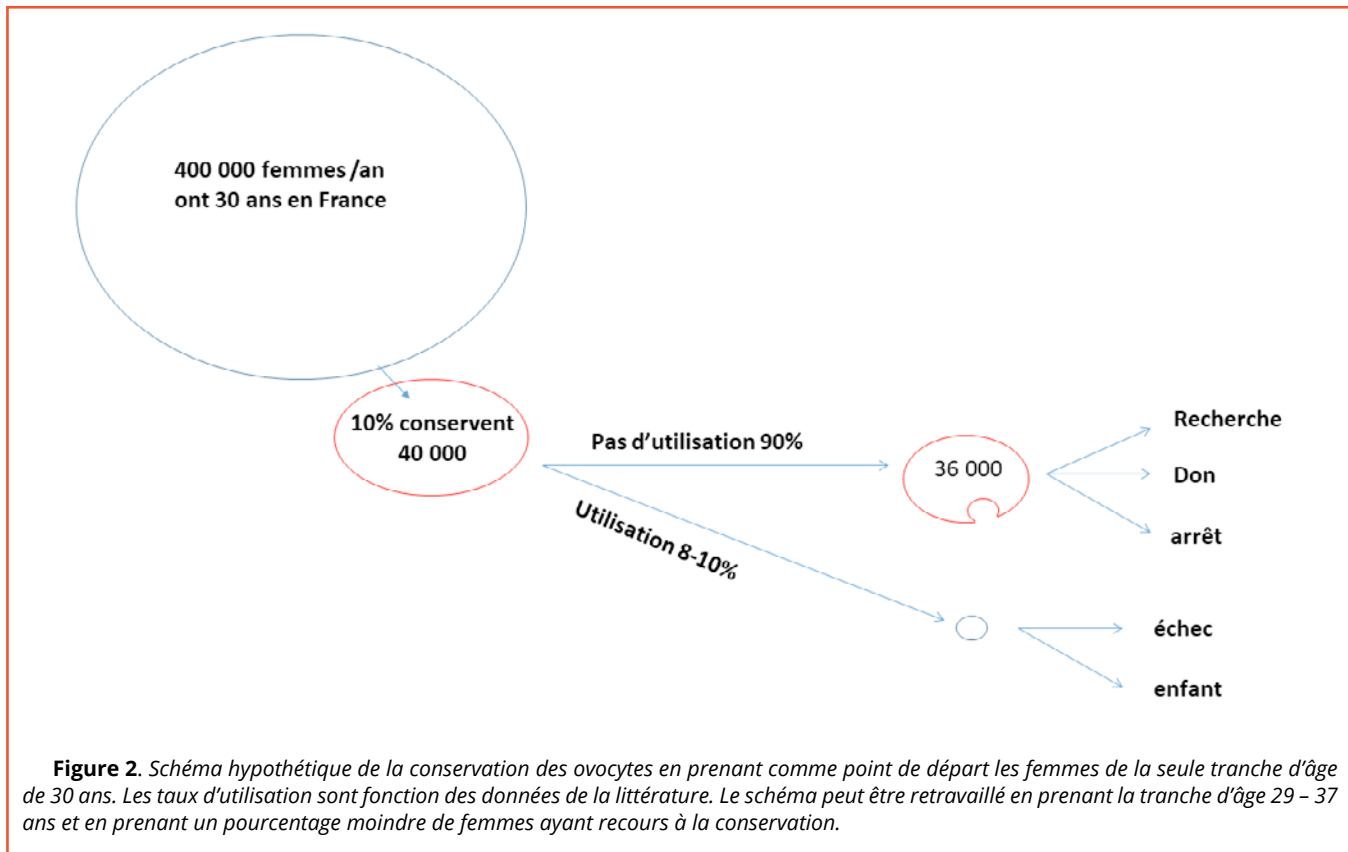 400 000 femmes /an
ont 30 ans en France
10% conservent
40 000
Pas d'utilisation 90%
36 000
Recherche
Don
arrêt
Utilisation 8-10%
échec
enfant
Figure 2. Schéma hypothétique de la conservation des ovocytes en prenant comme point de départ les femmes de la seule tranche d'âge
de 30 ans. Les taux d'utilisation sont fonction des données de la littérature. Le schéma peut être retravaillé en prenant la tranche d'âge 29 – 37
ans et en prenant un pourcentage moindre de femmes ayant recours à la conservation.